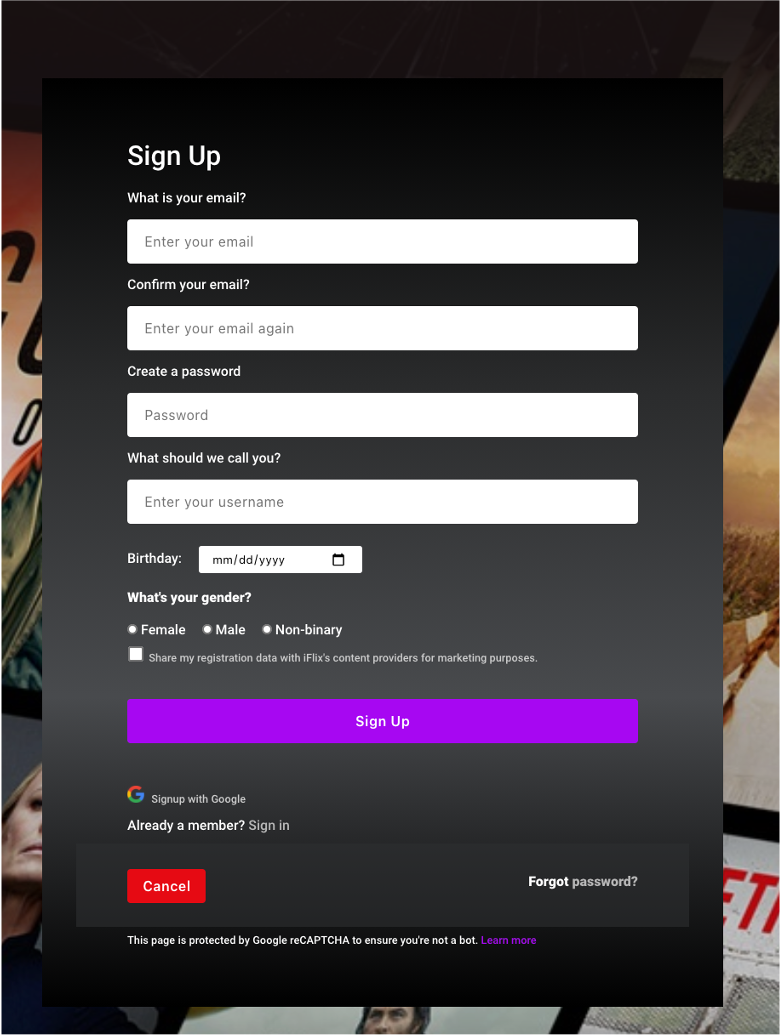 Sign Up
What is your email?
Enter your email
Confirm your email?
Enter your email again
Create a password
Password
What should we call you?
Enter your username
Birthday: mm/dd/yyyy
What's your gender?
Female Male Non-binary
Share my registration data with iFlix's content providers for marketing purposes.
Sign Up
Signup with Google
Already a member? Sign in
Cancel Forgot password?
This page is protected by Google reCAPTCHA to ensure you're not a bot. Learn more